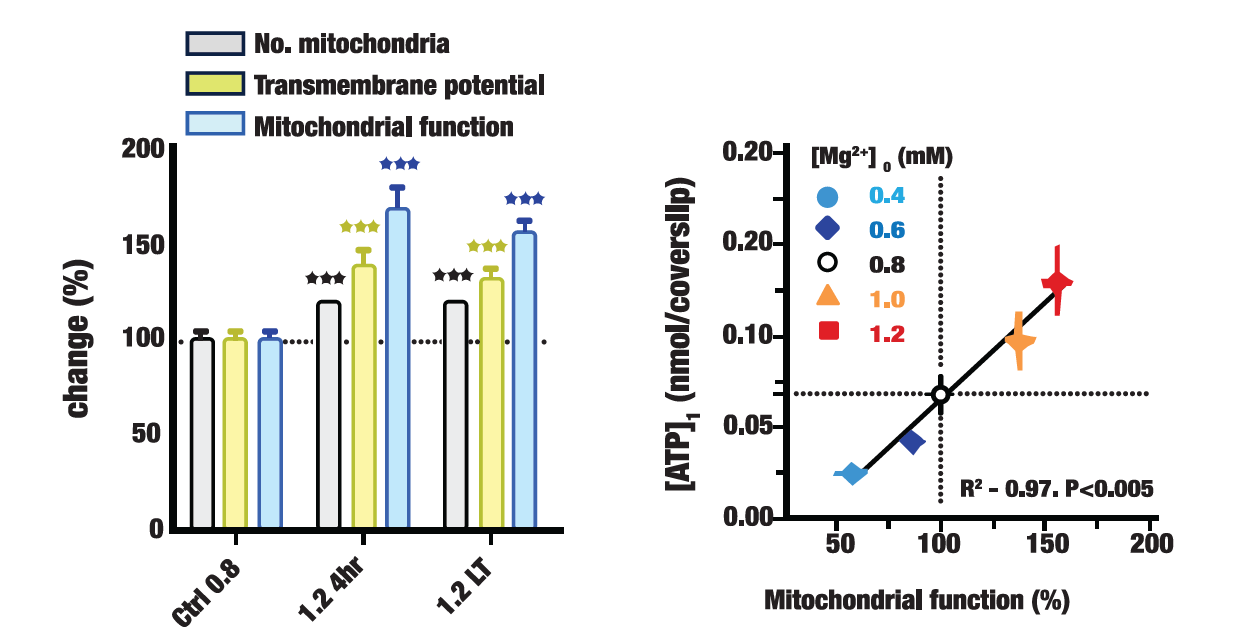 No. mitochondria
Transmembrane potential
Mitochondrial function
change (%)
200
150
100
50
0
Ctrl 0.8
1.2 4hr
1.2 LT
[ATP]₁ (nmol/coversllp)
0.20
0.20
0.10
0.05
0.00
[Mg²⁺] ₀ (mM)
0.4
0.6
0.8
1.0
1.2
R² - 0.97. P<0.005
50 100 150 200
Mitochondrial function (%)